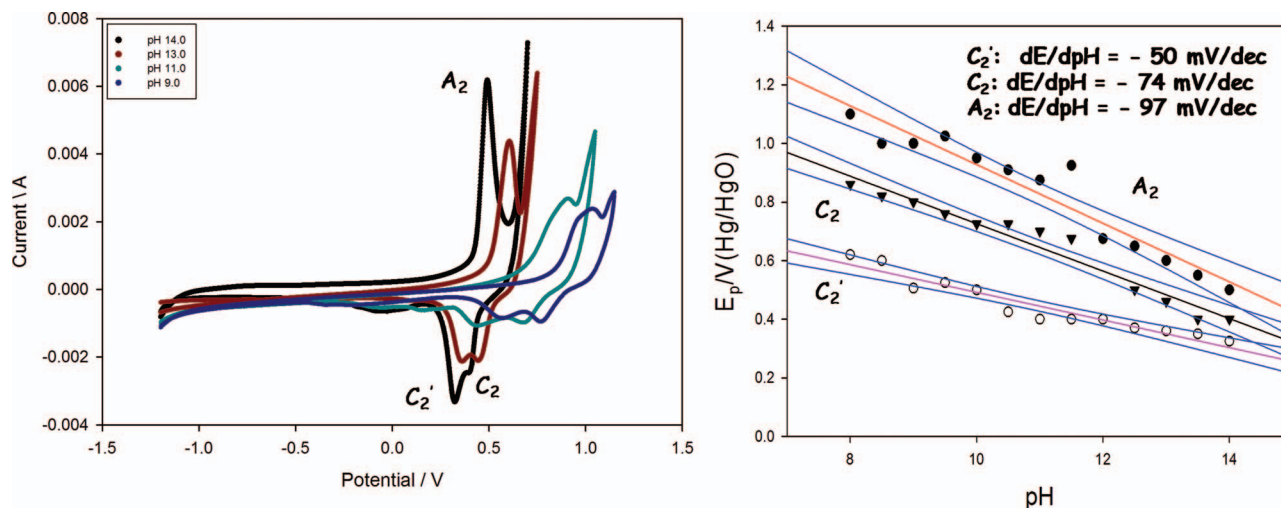 0.008
0.006
0.004
0.002
0.000
-0.002
-0.004
Current \ A
pH 14.0
pH 13.0
pH 11.0
pH 9.0
A₂
C₂'
C₂
-1.5 -1.0 -0.5 0.0 0.5 1.0 1.5
Potential / V
1.4
1.2
1.0
0.8
0.6
0.4
0.2
0.0
Eₚ/V(Hg/HgO)
C₂': dE/dpH = - 50 mV/dec
C₂: dE/dpH = - 74 mV/dec
A₂: dE/dpH = - 97 mV/dec
A₂
C₂
C₂'
8 10 12 14
pH